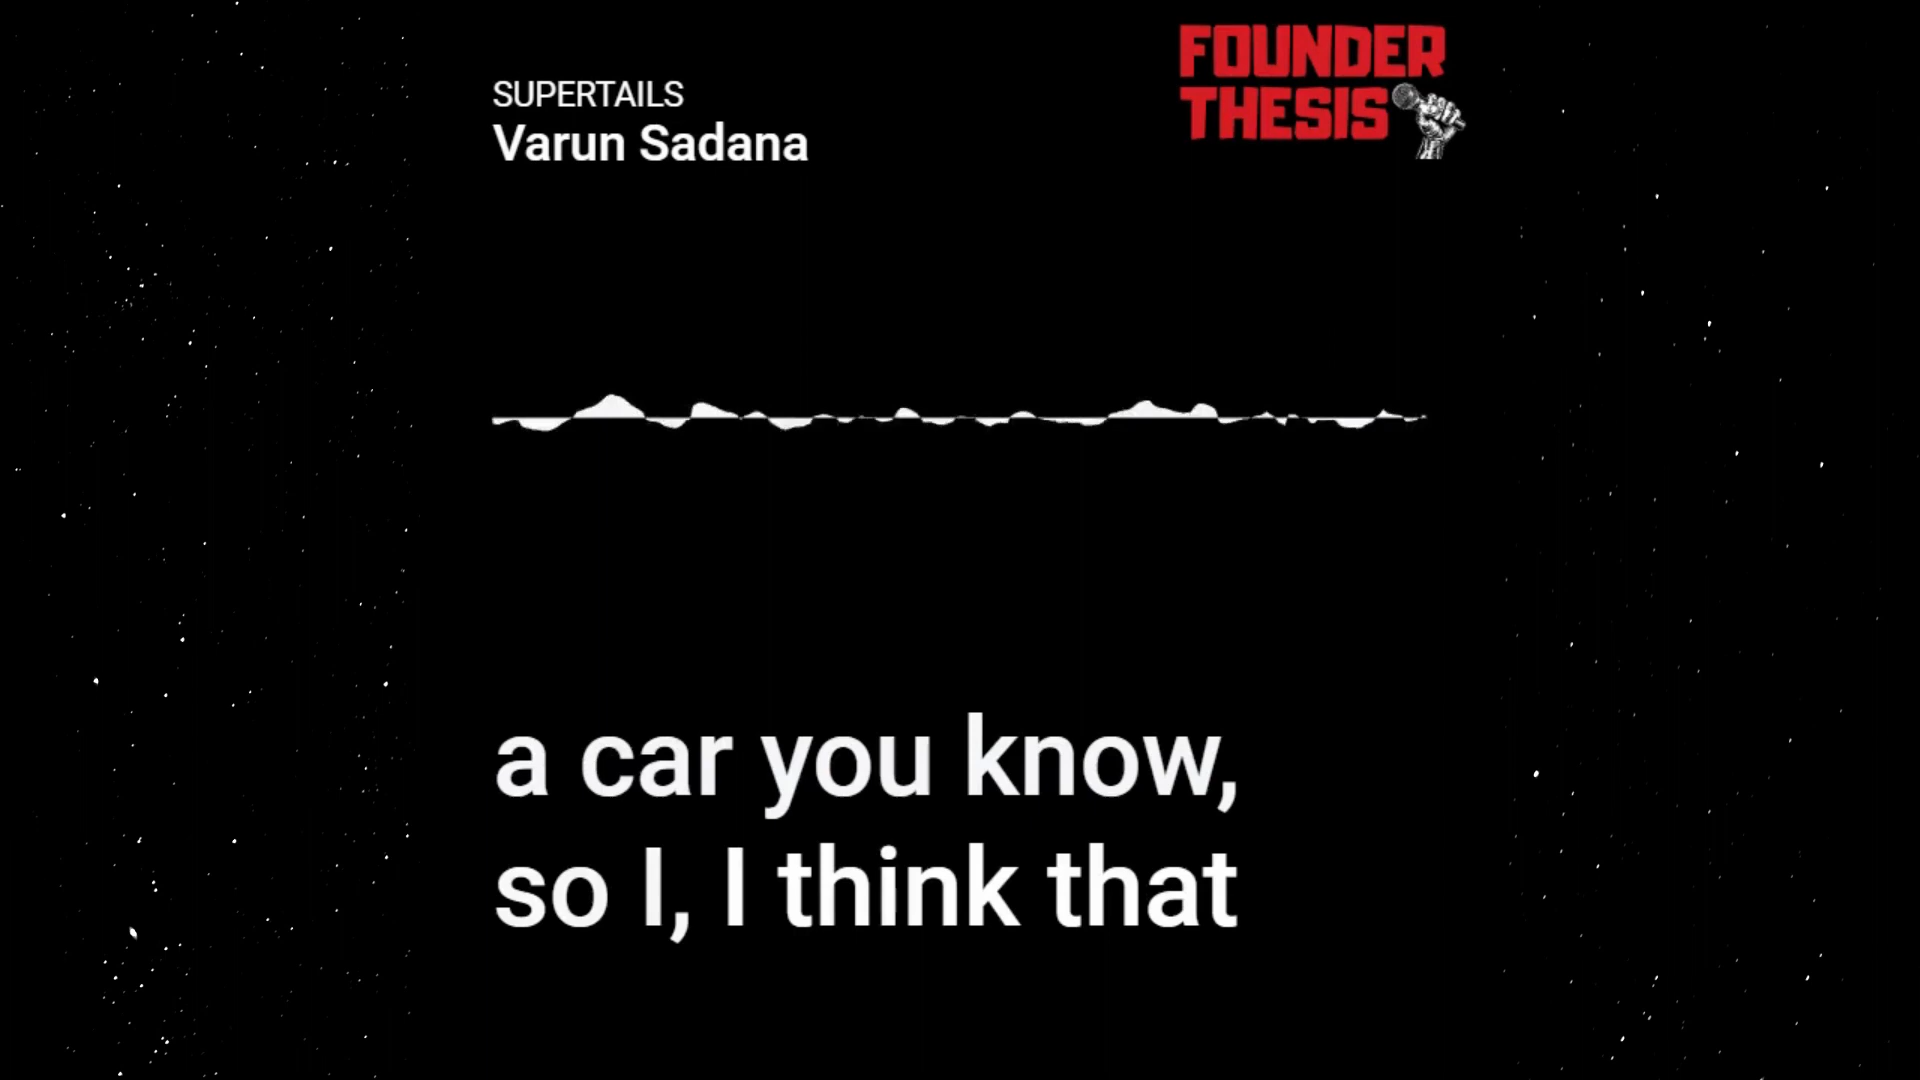 SUPERTAILS
Varun Sadana
FOUNDER
THESIS
a car you know,
so I, I think that